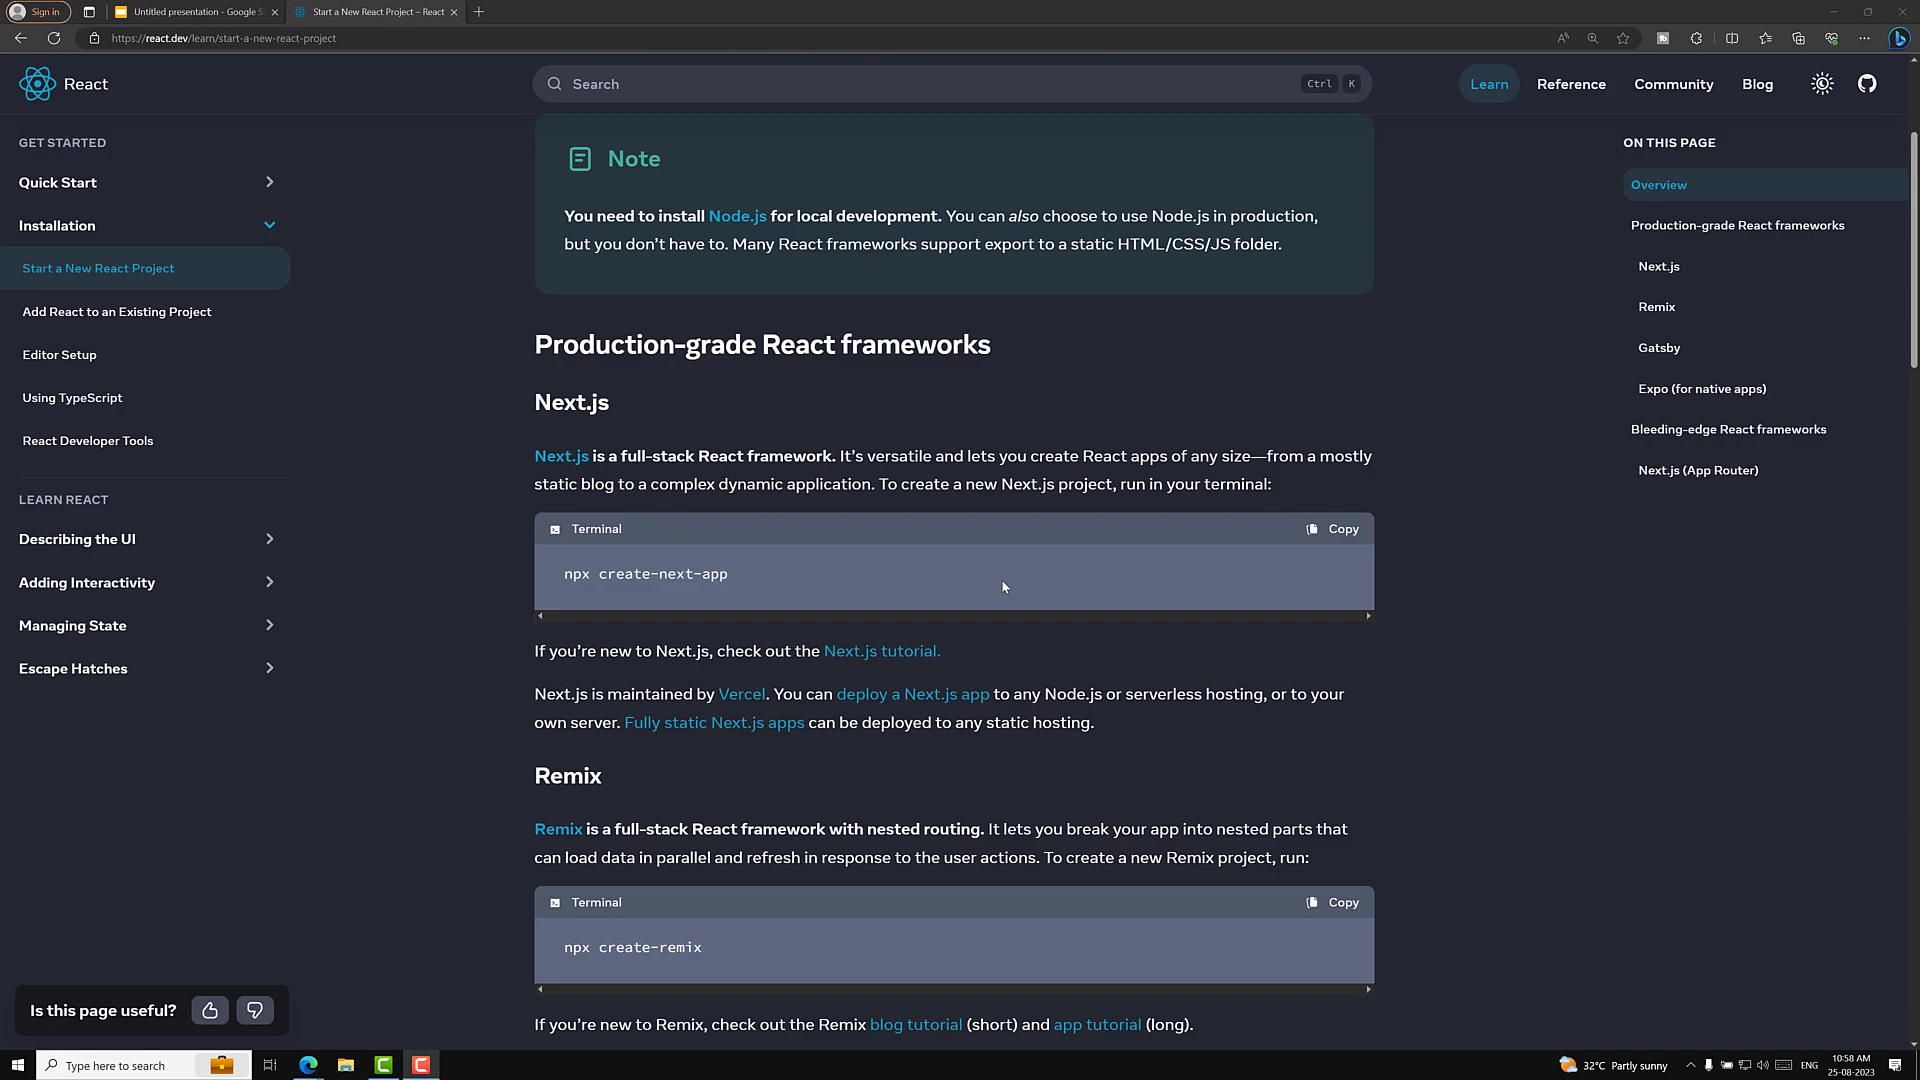 Sign in
Untitled presentation - Google S
Start a New React Project – React
https://react.dev/learn/start-a-new-react-project
React
Search
Ctrl K
Learn
Reference
Community
Blog
GET STARTED
Quick Start
Installation
Start a New React Project
Add React to an Existing Project
Editor Setup
Using TypeScript
React Developer Tools
LEARN REACT
Describing the UI
Adding Interactivity
Managing State
Escape Hatches
Is this page useful?
Note
You need to install Node.js for local development. You can also choose to use Node.js in production,
but you don’t have to. Many React frameworks support export to a static HTML/CSS/JS folder.
Production-grade React frameworks
Next.js
Next.js is a full-stack React framework. It’s versatile and lets you create React apps of any size—from a mostly
static blog to a complex dynamic application. To create a new Next.js project, run in your terminal:
Terminal
Copy
npx create-next-app
If you’re new to Next.js, check out the Next.js tutorial.
Next.js is maintained by Vercel. You can deploy a Next.js app to any Node.js or serverless hosting, or to your
own server. Fully static Next.js apps can be deployed to any static hosting.
Remix
Remix is a full-stack React framework with nested routing. It lets you break your app into nested parts that
can load data in parallel and refresh in response to the user actions. To create a new Remix project, run:
Terminal
Copy
npx create-remix
If you’re new to Remix, check out the Remix blog tutorial (short) and app tutorial (long).
ON THIS PAGE
Overview
Production-grade React frameworks
Next.js
Remix
Gatsby
Expo (for native apps)
Bleeding-edge React frameworks
Next.js (App Router)
Type here to search
32°C Partly sunny
ENG
10:58 AM
25-08-2023